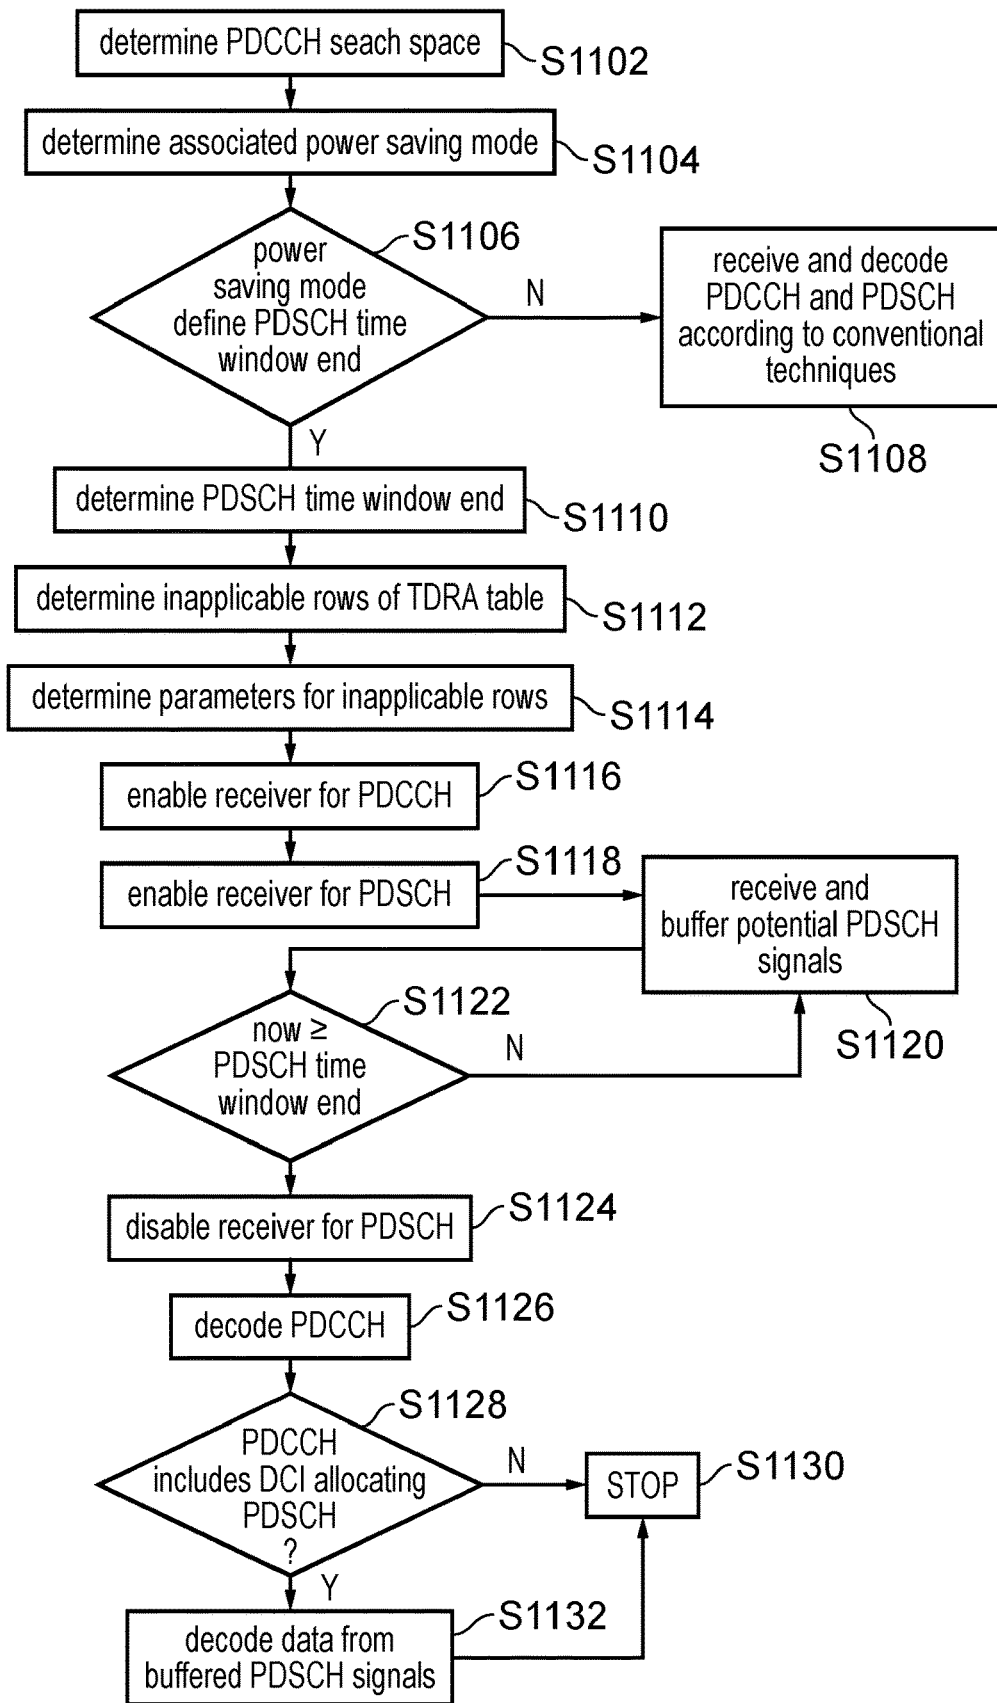 determine PDCCH seach space
S1102
determine associated power saving mode
S1104
power
saving mode
define PDSCH time
window end
S1106
N
receive and decode
PDCCH and PDSCH
according to conventional
techniques
S1108
Y
determine PDSCH time window end
S1110
determine inapplicable rows of TDRA table
S1112
determine parameters for inapplicable rows
S1114
enable receiver for PDCCH
S1116
enable receiver for PDSCH
S1118
receive and
buffer potential PDSCH
signals
S1120
now ≥
PDSCH time
window end
S1122
N
disable receiver for PDSCH
S1124
decode PDCCH
S1126
PDCCH
includes DCI allocating
PDSCH
?
S1128
N
STOP
S1130
Y
decode data from
buffered PDSCH signals
S1132